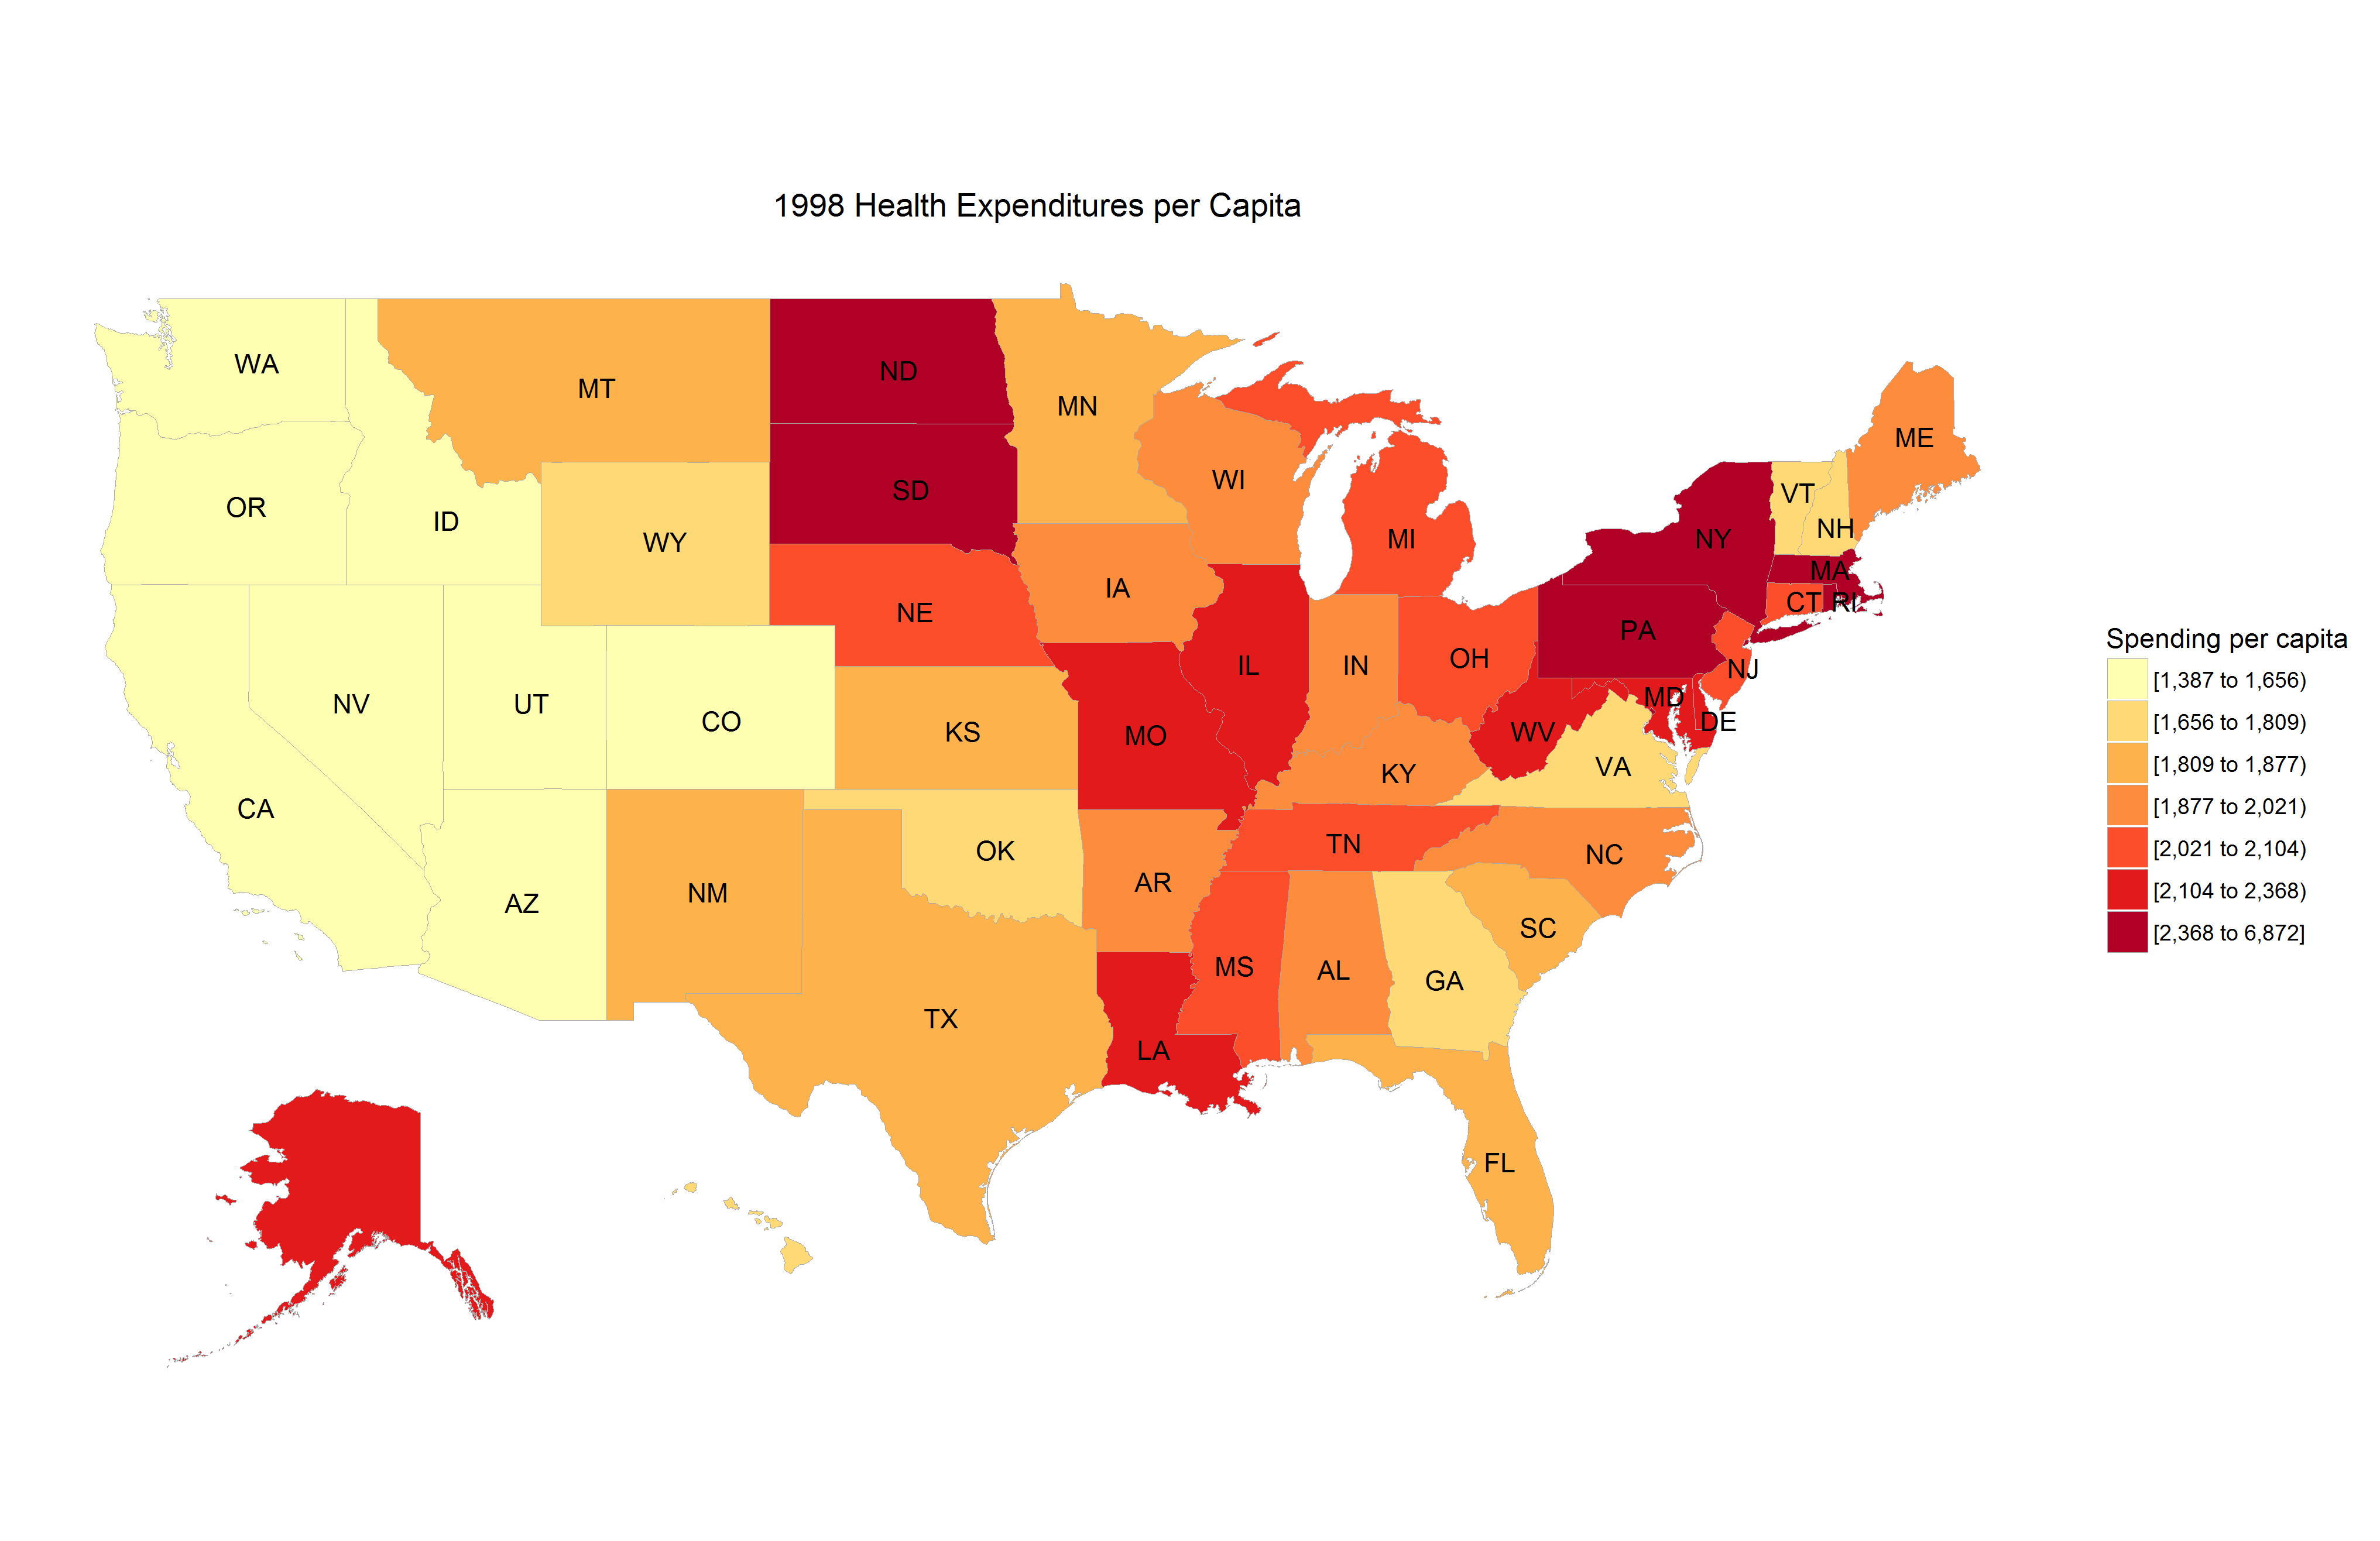 1998 Health Expenditures per Capita
WA
MT
ND
MN
ME
OR
ID
WY
SD
WI
MI
NY
VT
NH
MA
CT
RI
NE
IA
PA
NJ
NV
UT
CO
KS
MO
IL
IN
OH
WV
MD
DE
VA
KY
CA
AZ
NM
OK
AR
TN
NC
SC
MS
AL
GA
TX
LA
FL
Spending per capita
[1,387 to 1,656)
[1,656 to 1,809)
[1,809 to 1,877)
[1,877 to 2,021)
[2,021 to 2,104)
[2,104 to 2,368)
[2,368 to 6,872]